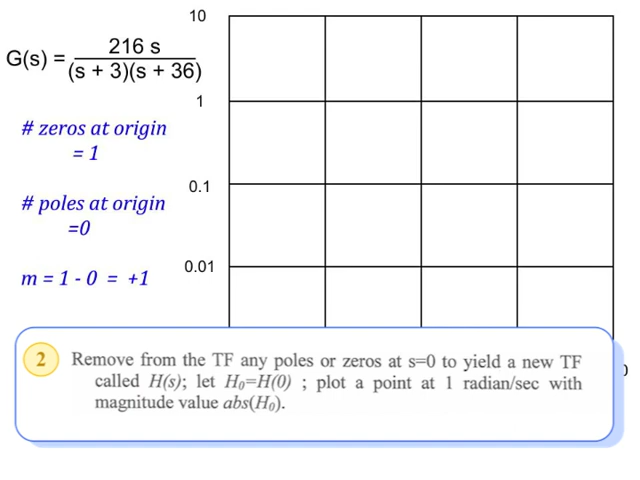 10
G(s) = 216 s
(s + 3)(s + 36)
1
# zeros at origin
= 1
0.1
# poles at origin
=0
0.01
m = 1 - 0 = +1
2 Remove from the TF any poles or zeros at s=0 to yield a new TF
called H(s); let H₀=H(0) ; plot a point at 1 radian/sec with
magnitude value abs(H₀).